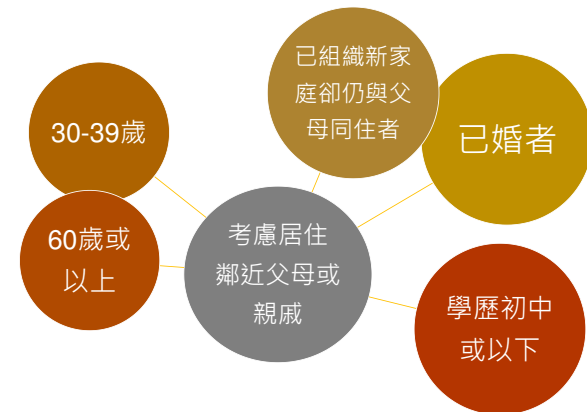 已組織新家
庭卻仍與父
母同住者
30-39歲
已婚者
60歲或
以上
考慮居住
鄰近父母或
親戚
學歷初中
或以下